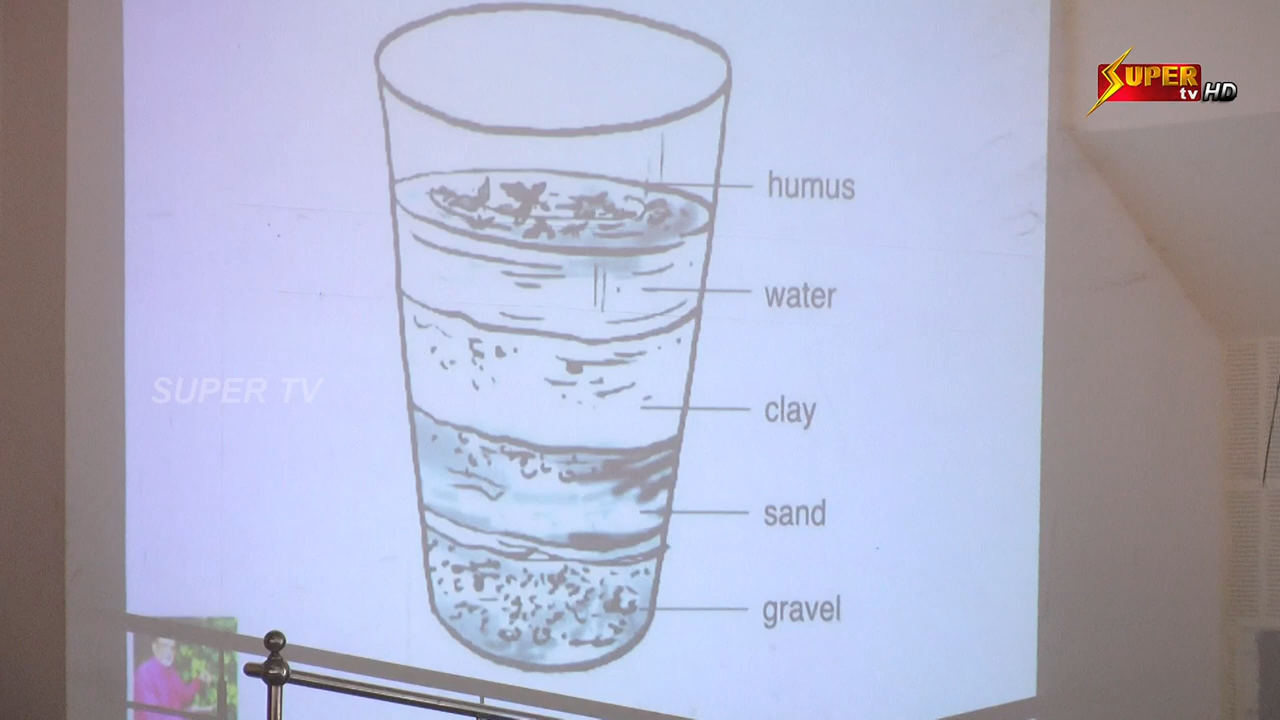 SUPER
tv HD
humus
water
SUPER TV
clay
sand
gravel